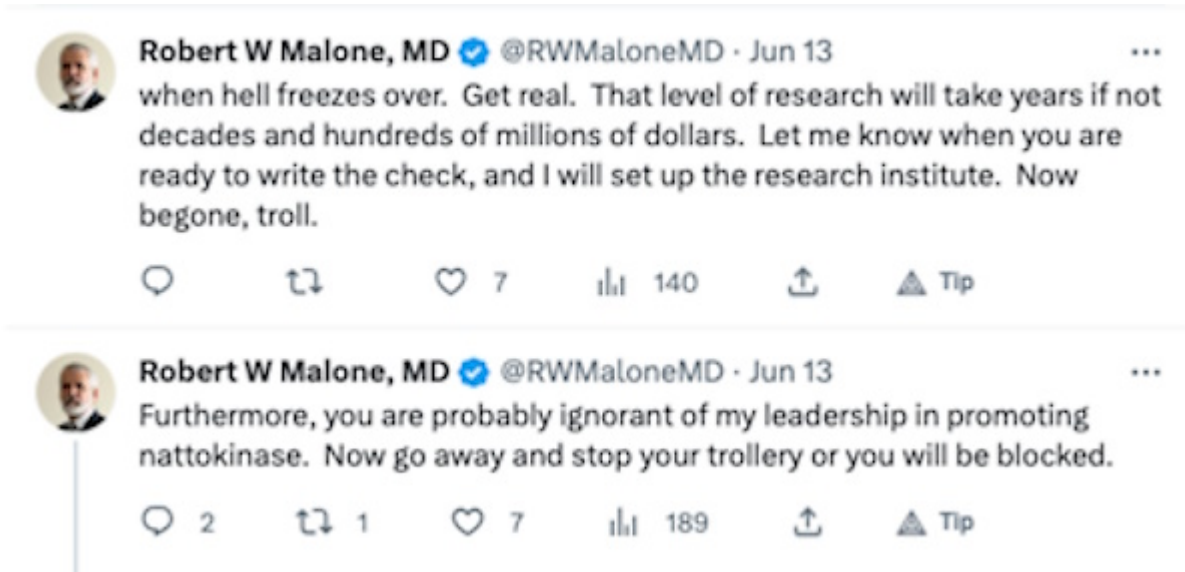 Robert W Malone, MD @RWMaloneMD · Jun 13 ...
when hell freezes over. Get real. That level of research will take years if not
decades and hundreds of millions of dollars. Let me know when you are
ready to write the check, and I will set up the research institute. Now
begone, troll.
7 140 Tip
Robert W Malone, MD @RWMaloneMD · Jun 13 ...
Furthermore, you are probably ignorant of my leadership in promoting
nattokinase. Now go away and stop your trollery or you will be blocked.
2 1 7 189 Tip